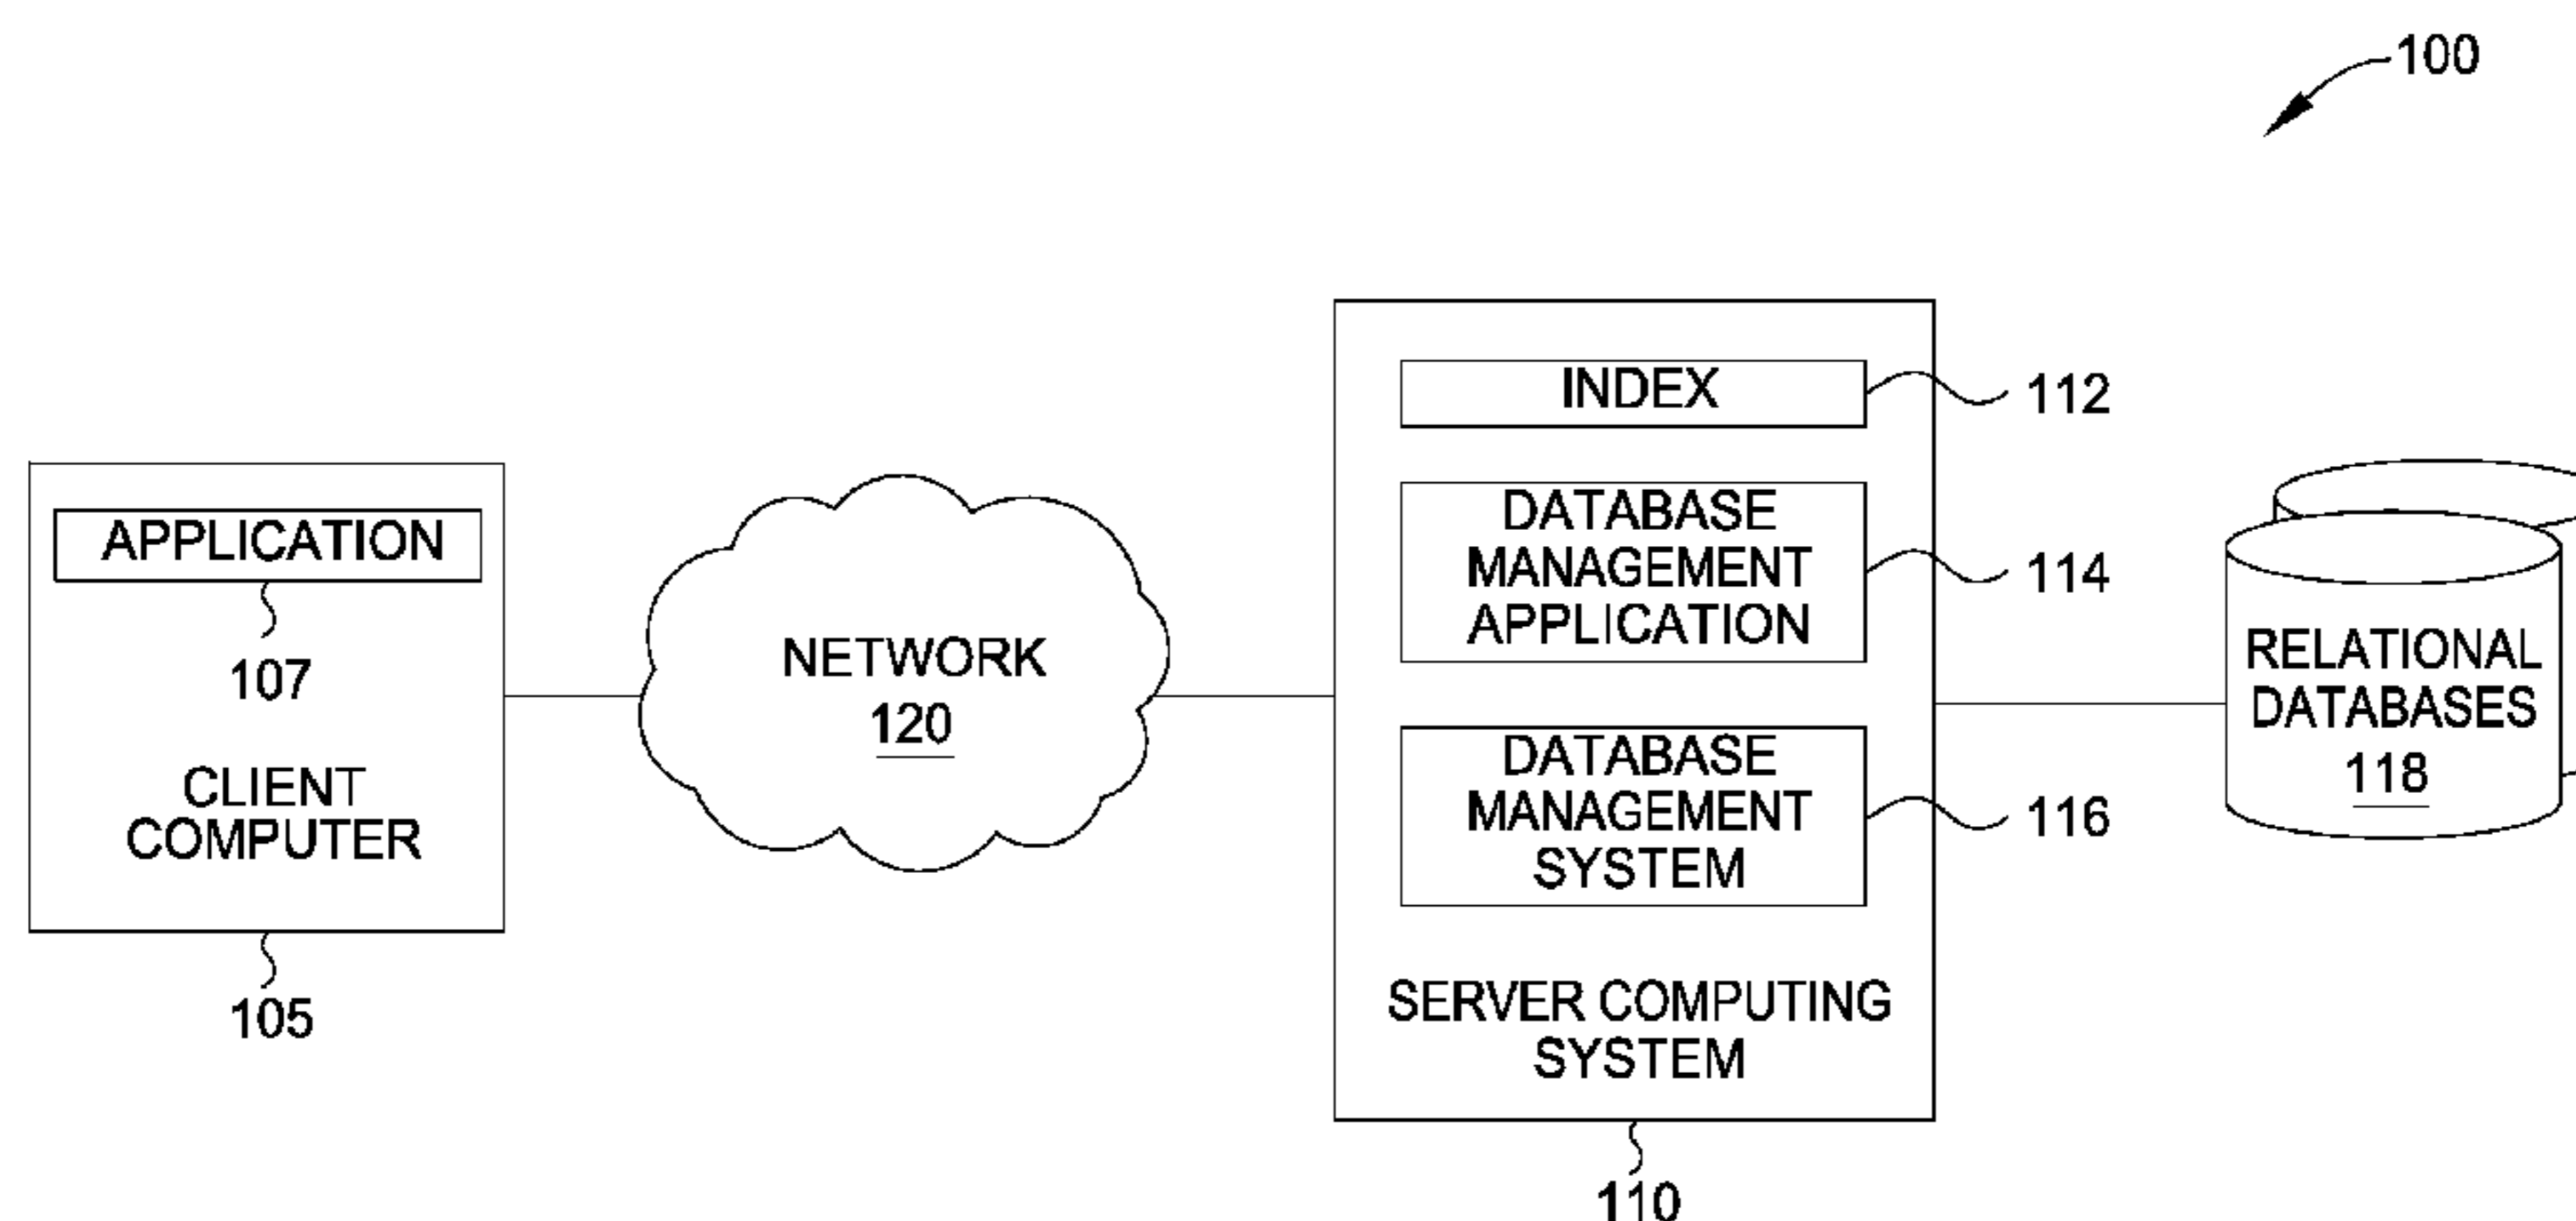 100
APPLICATION
107
CLIENT
COMPUTER
105
NETWORK
120
INDEX
112
DATABASE
MANAGEMENT
APPLICATION
114
DATABASE
MANAGEMENT
SYSTEM
116
SERVER COMPUTING
SYSTEM
110
RELATIONAL
DATABASES
118